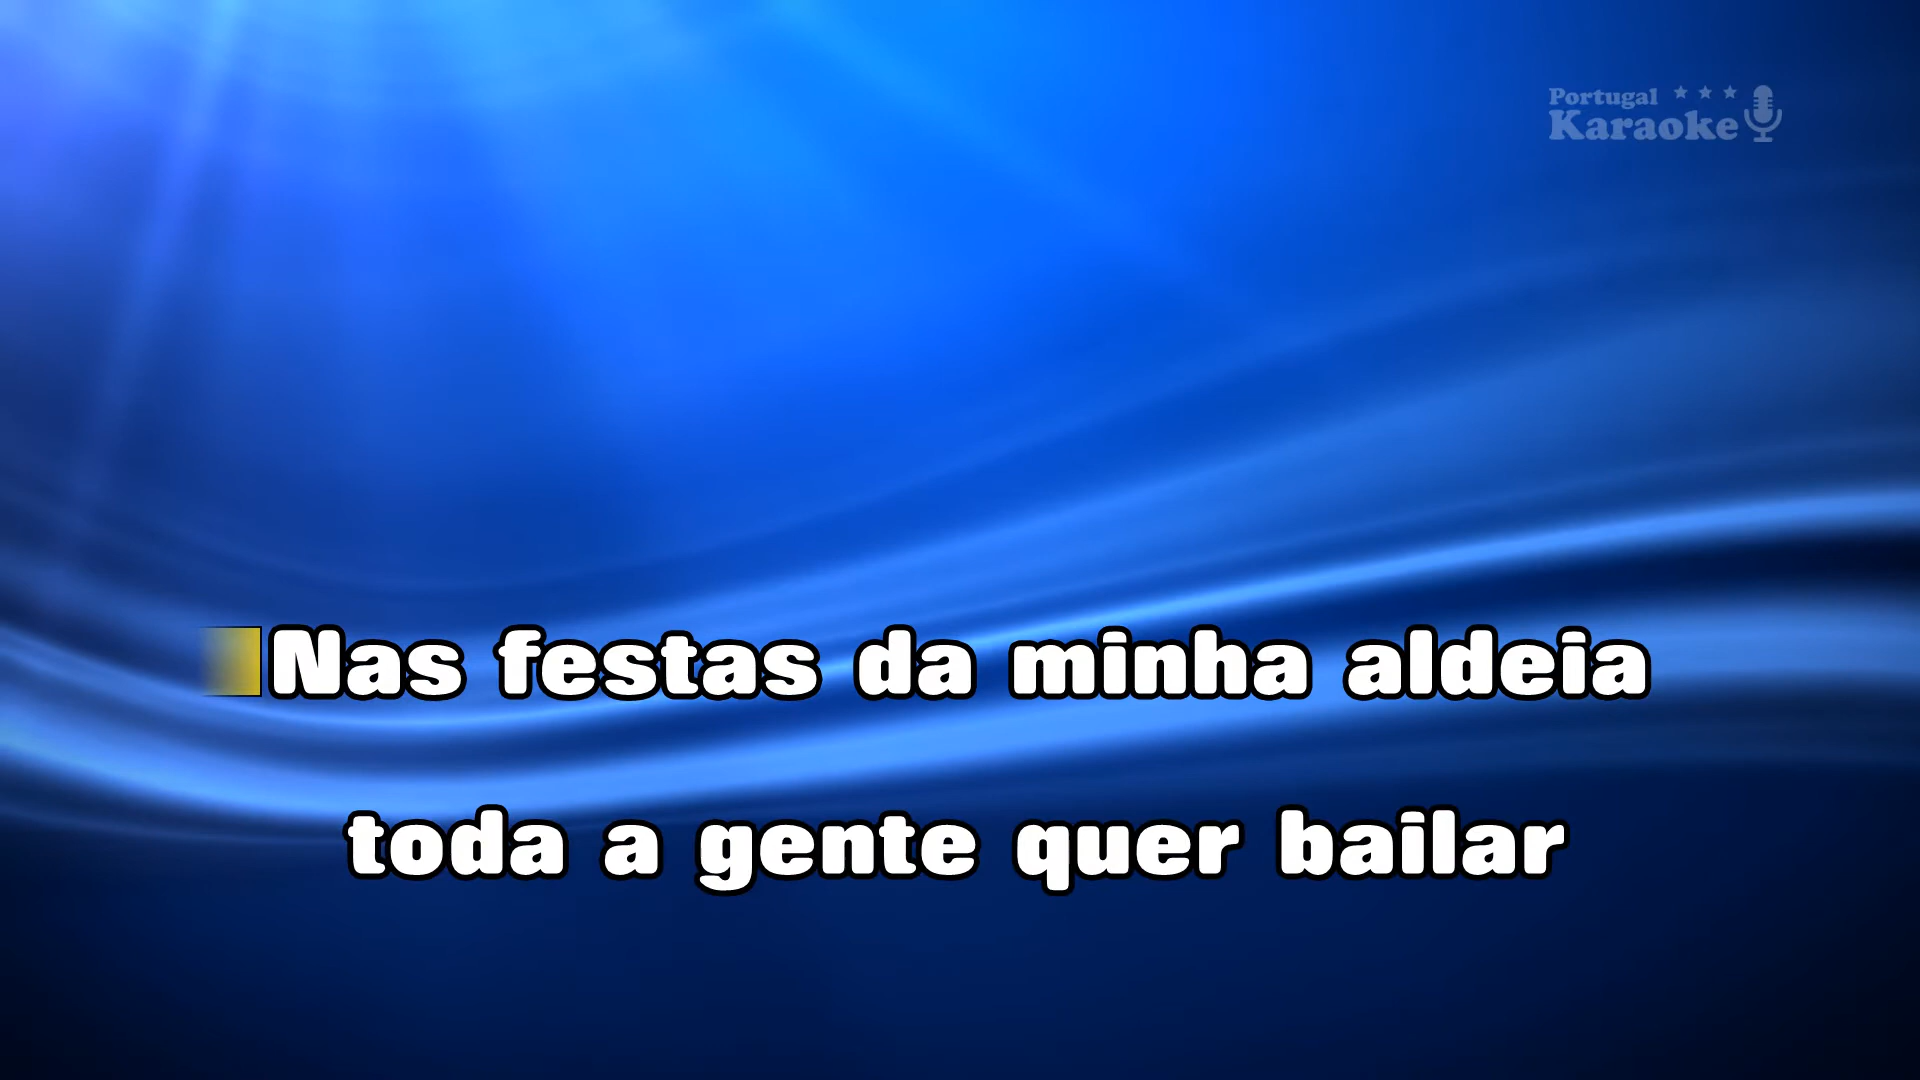 Portugal
Karaoke
Nas festas da minha aldeia
toda a gente quer bailar